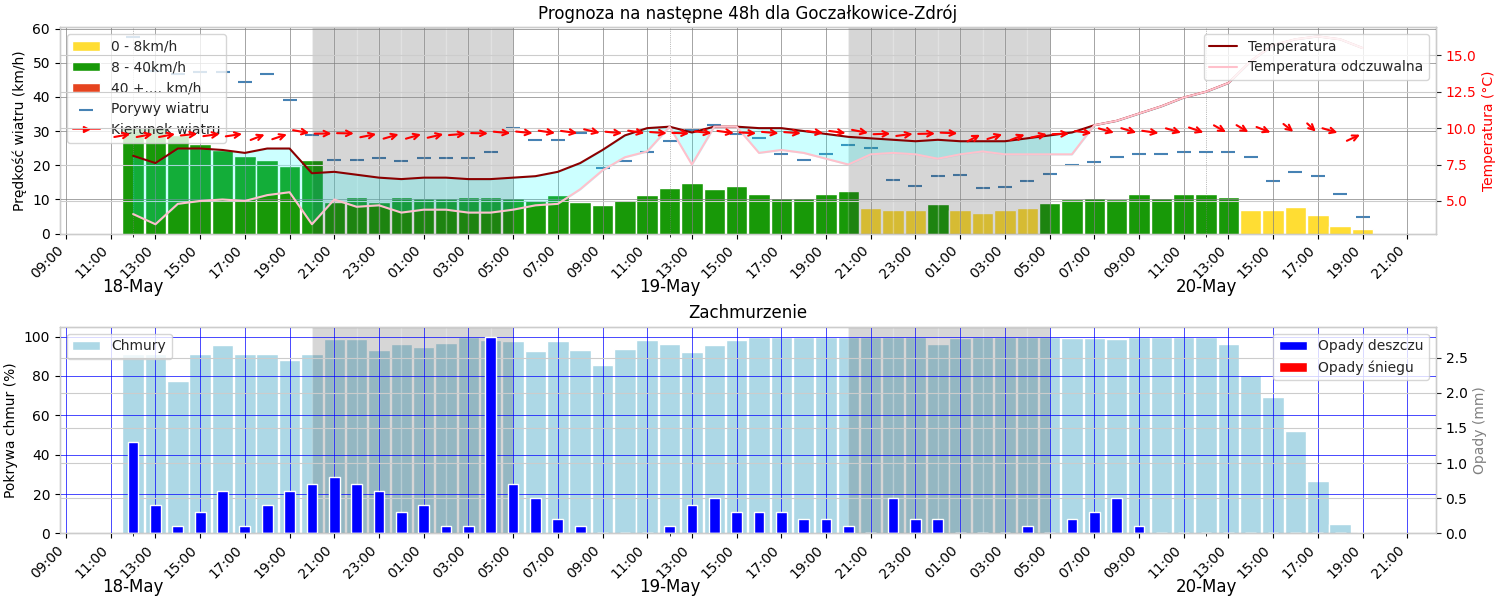 Prognoza na następne 48h dla Goczałkowice-Zdrój
Prędkość wiatru (km/h)
60
50
40
30
20
10
0
0 - 8km/h
8 - 40km/h
40 +.... km/h
Porywy wiatru
Kierunek wiatru
Temperatura
Temperatura odczuwalna
15.0
12.5
10.0
7.5
5.0
Temperatura (°C)
09:00 11:00 13:00 15:00 17:00 19:00 21:00 23:00 01:00 03:00 05:00 07:00 09:00 11:00 13:00 15:00 17:00 19:00 21:00 23:00 01:00 03:00 05:00 07:00 09:00 11:00 13:00 15:00 17:00 19:00 21:00
18-May 19-May 20-May
Zachmurzenie
Pokrywa chmur (%)
100
80
60
40
20
0
Chmury
Opady deszczu
Opady śniegu
2.5
2.0
1.5
1.0
0.5
0.0
Opady (mm)
09:00 11:00 13:00 15:00 17:00 19:00 21:00 23:00 01:00 03:00 05:00 07:00 09:00 11:00 13:00 15:00 17:00 19:00 21:00 23:00 01:00 03:00 05:00 07:00 09:00 11:00 13:00 15:00 17:00 19:00 21:00
18-May 19-May 20-May